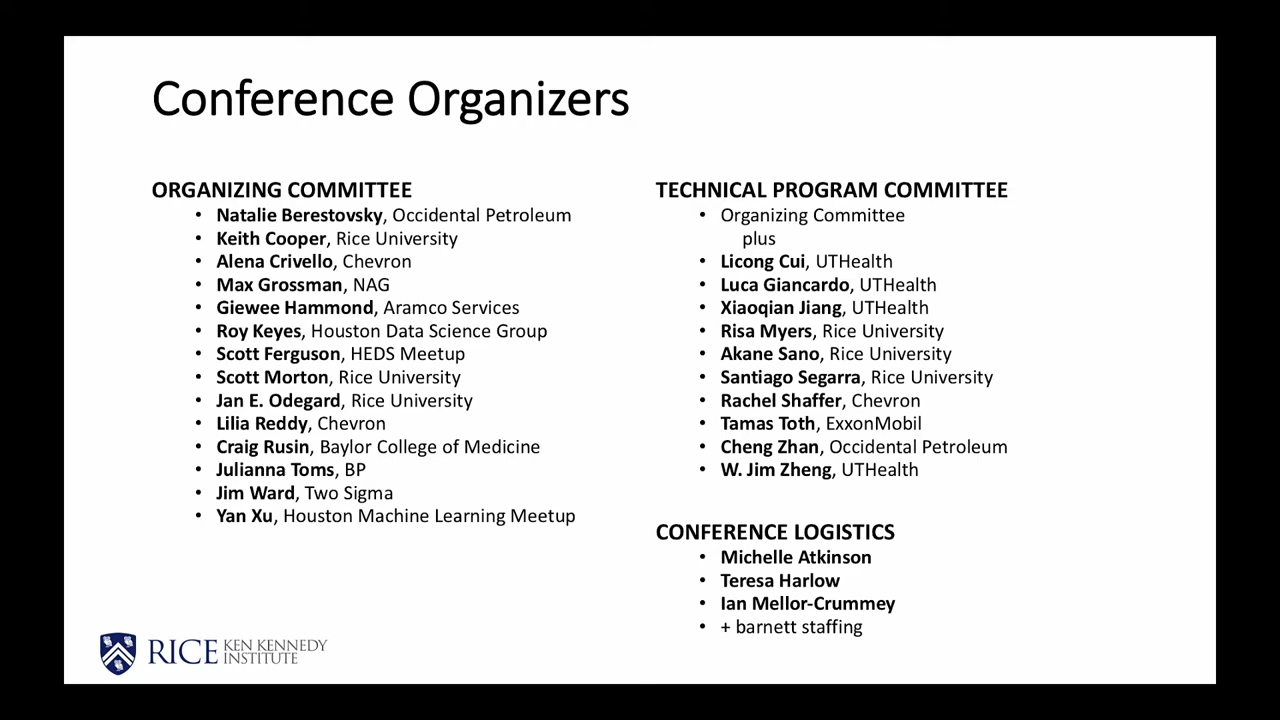 Conference Organizers
ORGANIZING COMMITTEE
• Natalie Berestovsky, Occidental Petroleum
• Keith Cooper, Rice University
• Alena Crivello, Chevron
• Max Grossman, NAG
• Giewee Hammond, Aramco Services
• Roy Keyes, Houston Data Science Group
• Scott Ferguson, HEDS Meetup
• Scott Morton, Rice University
• Jan E. Odegard, Rice University
• Lilia Reddy, Chevron
• Craig Rusin, Baylor College of Medicine
• Julianna Toms, BP
• Jim Ward, Two Sigma
• Yan Xu, Houston Machine Learning Meetup
TECHNICAL PROGRAM COMMITTEE
• Organizing Committee
plus
• Licong Cui, UTHealth
• Luca Giancardo, UTHealth
• Xiaoqian Jiang, UTHealth
• Risa Myers, Rice University
• Akane Sano, Rice University
• Santiago Segarra, Rice University
• Rachel Shaffer, Chevron
• Tamas Toth, ExxonMobil
• Cheng Zhan, Occidental Petroleum
• W. Jim Zheng, UTHealth
CONFERENCE LOGISTICS
• Michelle Atkinson
• Teresa Harlow
• Ian Mellor-Crummey
• + barnett staffing
RICE KEN KENNEDY
INSTITUTE